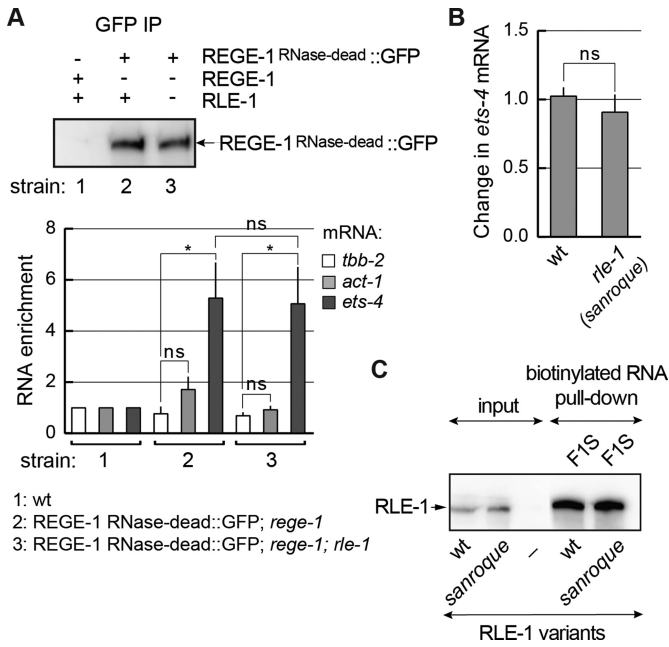 A
GFP IP
- + + REGE-1 RNase-dead ::GFP
+ - - REGE-1
+ + - RLE-1
REGE-1 RNase-dead ::GFP
strain: 1 2 3
RNA enrichment
8
6
4
2
0
ns
*
*
ns
ns
mRNA:
tbb-2
act-1
ets-4
strain: 1 2 3
1: wt
2: REGE-1 RNase-dead::GFP; rege-1
3: REGE-1 RNase-dead::GFP; rege-1; rle-1
B
Change in ets-4 mRNA
1.5
1.0
0.5
0.0
ns
wt
rle-1
(sanroque)
C
biotinylated RNA
input pull-down
F1S F1S
RLE-1
wt sanroque – wt sanroque
RLE-1 variants